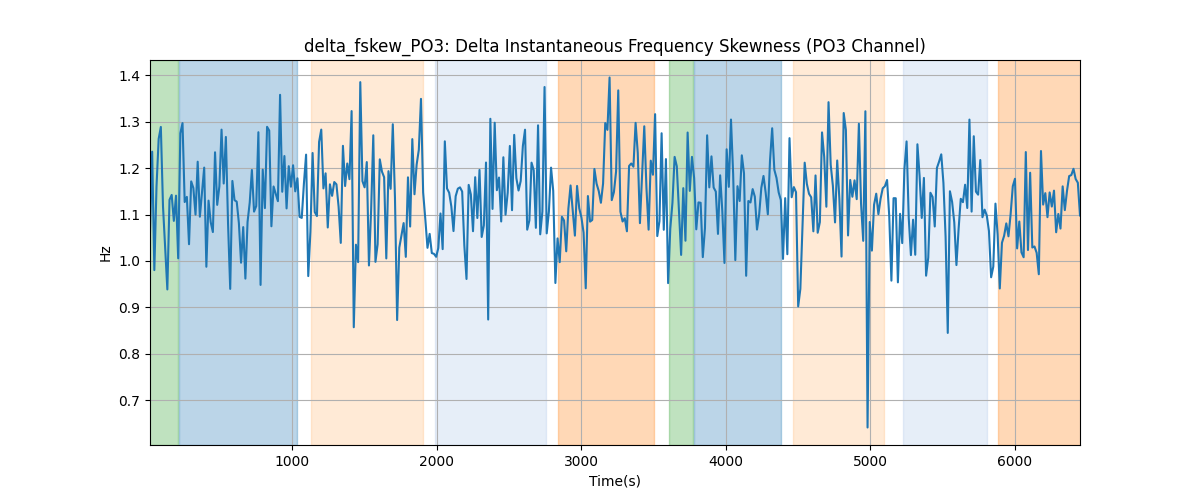 delta_fskew_PO3: Delta Instantaneous Frequency Skewness (PO3 Channel)
1.4
1.3
1.2
1.1
1.0
0.9
0.8
0.7
Hz
1000 2000 3000 4000 5000 6000
Time(s)